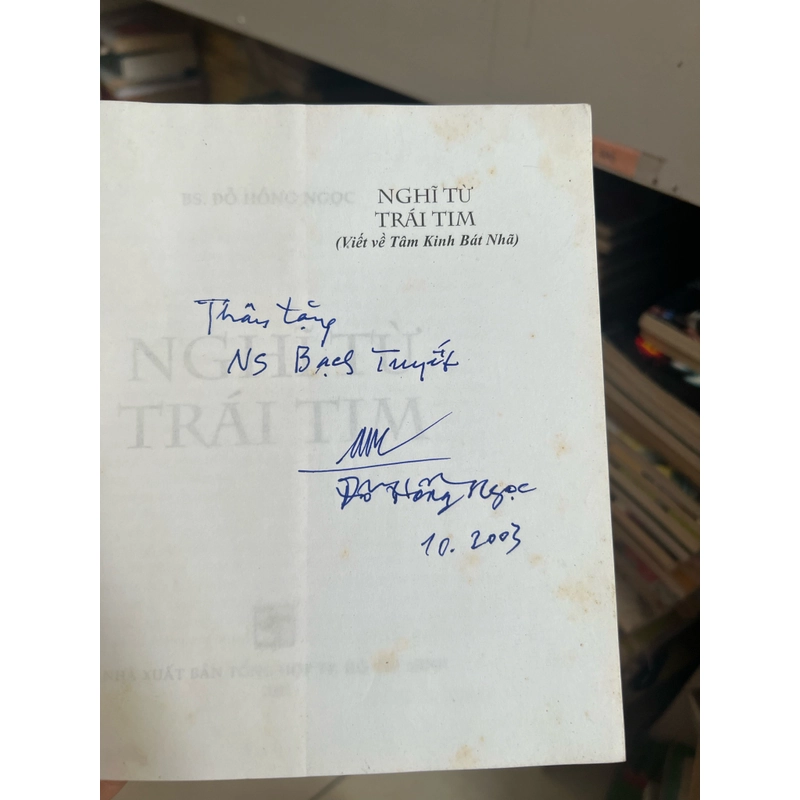 NGHĨ TỪ
TRÁI TIM
(Viết về Tâm Kinh Bát Nhã)
BS. ĐỖ HỒNG NGỌC
Thân tặng
NS Bạch Tuyết
NGHĨ TỪ
TRÁI TIM
Đỗ Hồng Ngọc
10. 2003
NHÀ XUẤT BẢN TỔNG HỢP TP. HỒ CHÍ MINH